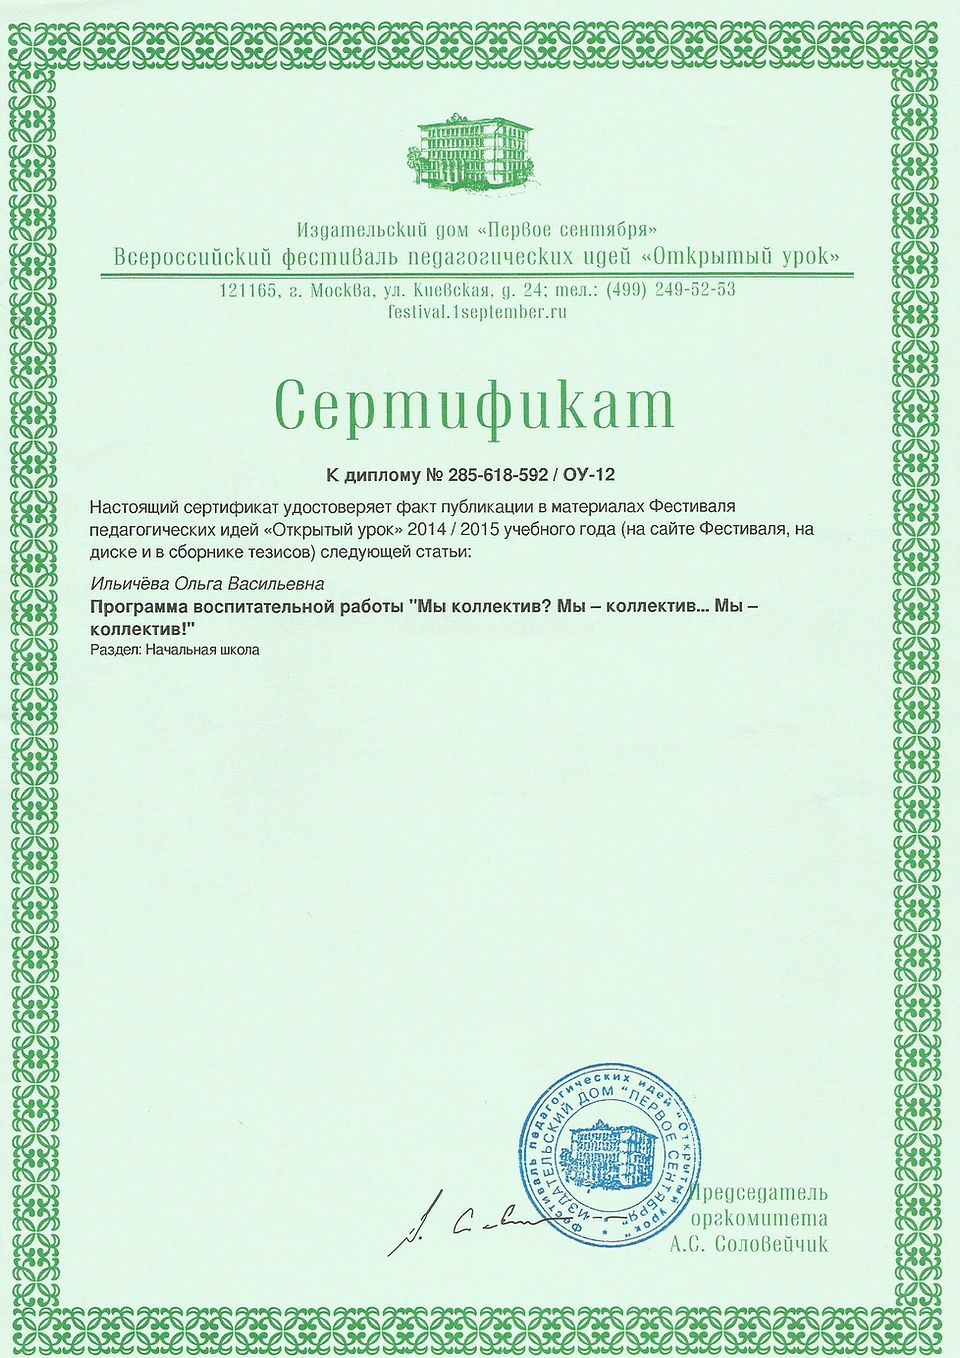 Издательский дом «Первое сентября»
Всероссийский фестиваль педагогических идей «Открытый урок»
121165, г. Москва, ул. Киевская, д. 24; тел.: (499) 249-52-53
festival.1september.ru
Сертификат
К диплому № 285-618-592 / ОУ-12
Настоящий сертификат удостоверяет факт публикации в материалах Фестиваля
педагогических идей «Открытый урок» 2014 / 2015 учебного года (на сайте Фестиваля, на
диске и в сборнике тезисов) следующей статьи:
Ильичёва Ольга Васильевна
Программа воспитательной работы "Мы коллектив? Мы – коллектив... Мы –
коллектив!"
Раздел: Начальная школа
Фестиваль педагогических идей "Открытый урок"
ИЗДАТЕЛЬСКИЙ ДОМ "ПЕРВОЕ СЕНТЯБРЯ"
Председатель
оргкомитета
А.С. Соловейчик